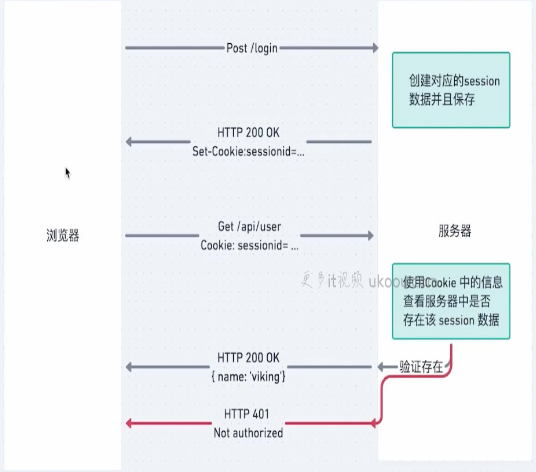 Post /login
创建对应的session
数据并且保存
HTTP 200 OK
Set-Cookie:sessionid=...
浏览器
Get /api/user
Cookie: sessionid= ...
服务器
更多it视频
使用Cookie 中的信息
查看服务器中是否
存在该 session 数据
HTTP 200 OK
{ name: 'viking'}
验证存在
HTTP 401
Not authorized